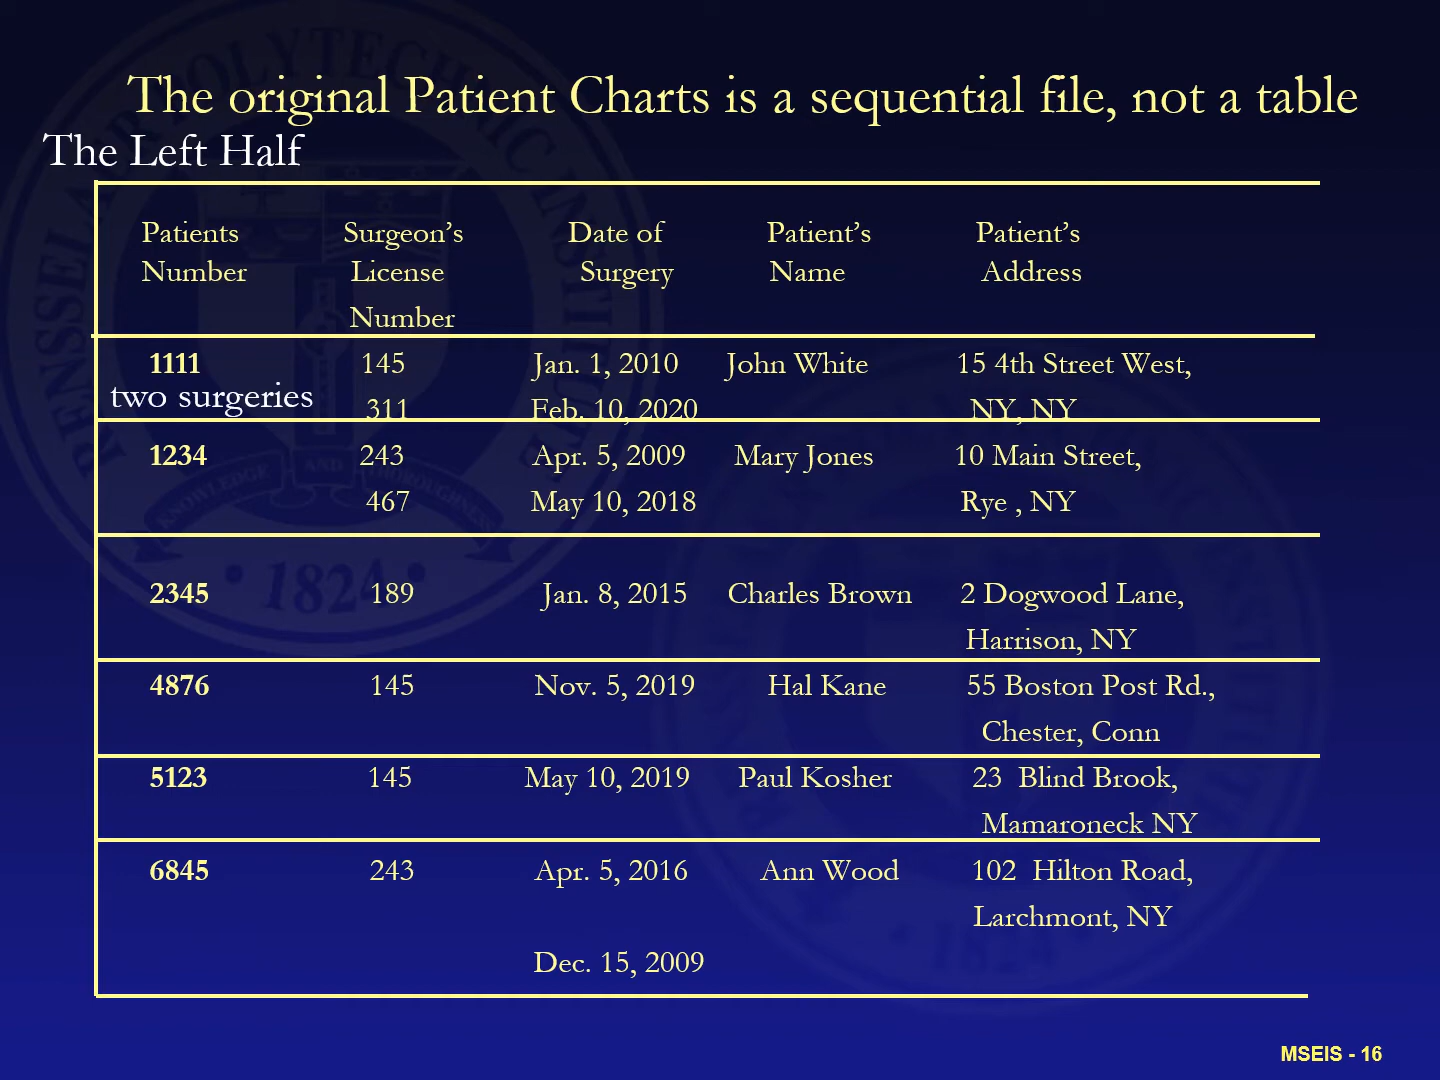 The original Patient Charts is a sequential file, not a table
The Left Half
Patients Surgeon’s Date of Patient’s Patient’s
Number License Surgery Name Address
Number
1111 145 Jan. 1, 2010 John White 15 4th Street West,
two surgeries 311 Feb. 10, 2020 NY, NY
1234 243 Apr. 5, 2009 Mary Jones 10 Main Street,
467 May 10, 2018 Rye , NY
2345 189 Jan. 8, 2015 Charles Brown 2 Dogwood Lane,
Harrison, NY
4876 145 Nov. 5, 2019 Hal Kane 55 Boston Post Rd.,
Chester, Conn
5123 145 May 10, 2019 Paul Kosher 23 Blind Brook,
Mamaroneck NY
6845 243 Apr. 5, 2016 Ann Wood 102 Hilton Road,
Larchmont, NY
Dec. 15, 2009
MSEIS - 16
KNOWLEDGE AND THOROUGHNESS
1824
1824